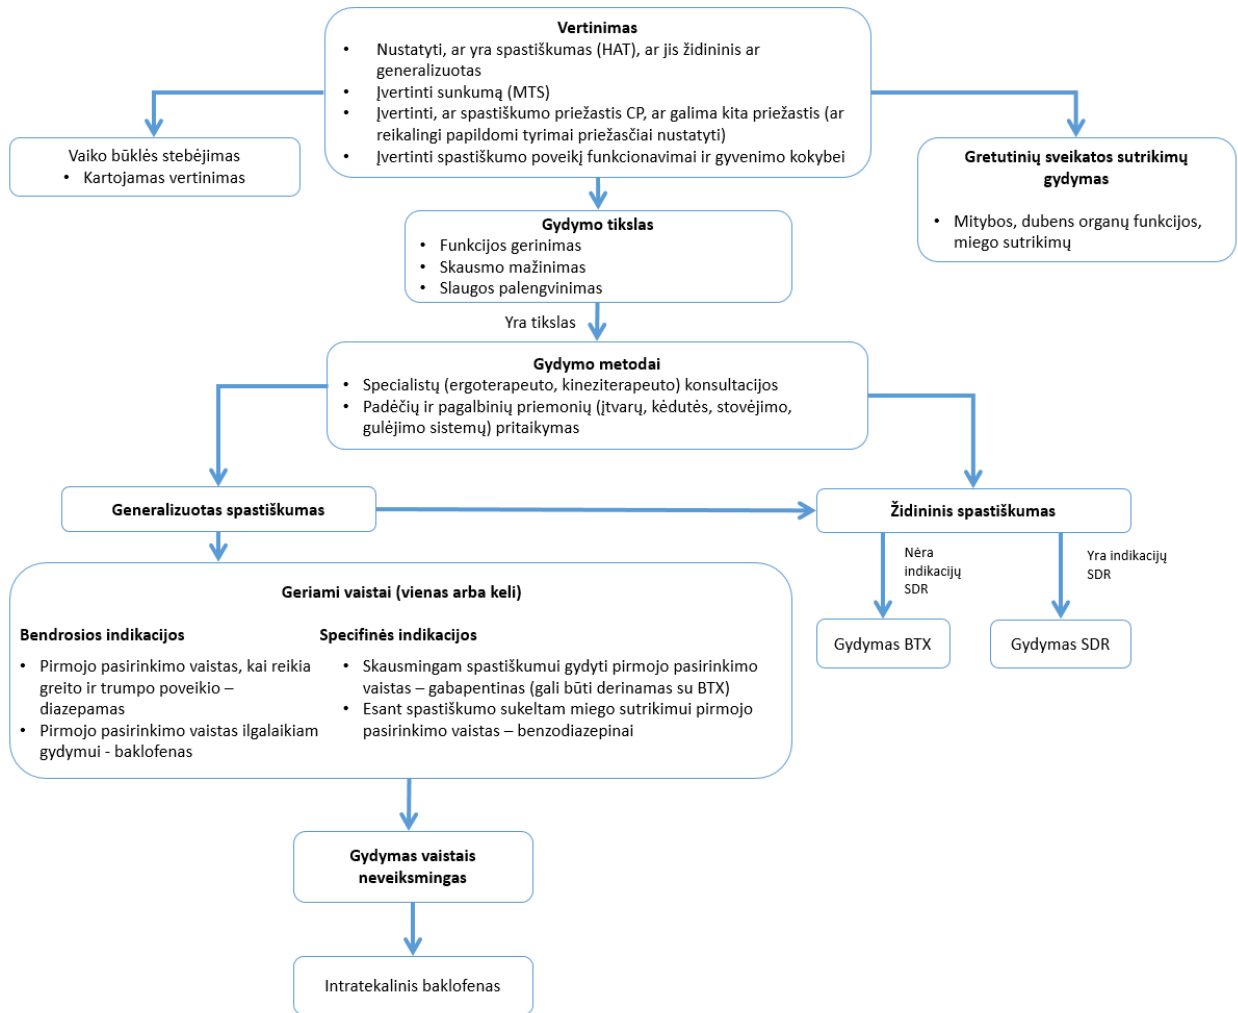 Vertinimas
• Nustatyti, ar yra spastiškumas (HAT), ar jis židininis ar
generalizuotas
• Įvertinti sunkumą (MTS)
• Įvertinti, ar spastiškumo priežastis CP, ar galima kita priežastis (ar
reikalingi papildomi tyrimai priežasčiai nustatyti)
• Įvertinti spastiškumo poveikį funkcionavimai ir gyvenimo kokybei
Vaiko būklės stebėjimas
• Kartojamas vertinimas
Gretutinių sveikatos sutrikimų
gydymas
• Mitybos, dubens organų funkcijos,
miego sutrikimų
Gydymo tikslas
• Funkcijos gerinimas
• Skausmo mažinimas
• Slaugos palengvinimas
Yra tikslas
Gydymo metodai
• Specialistų (ergoterapeuto, kineziterapeuto) konsultacijos
• Padėčių ir pagalbinių priemonių (įtvarų, kėdutės, stovėjimo,
gulėjimo sistemų) pritaikymas
Generalizuotas spastiškumas
Židininis spastiškumas
Nėra
indikacijų
SDR
Yra indikacijų
SDR
Gydymas BTX
Gydymas SDR
Geriami vaistai (vienas arba keli)
Bendrosios indikacijos
• Pirmojo pasirinkimo vaistas, kai reikia
greito ir trumpo poveikio –
diazepamas
• Pirmojo pasirinkimo vaistas ilgalaikiam
gydymui - baklofenas
Specifinės indikacijos
• Skausmingam spastiškumui gydyti pirmojo pasirinkimo
vaistas – gabapentinas (gali būti derinamas su BTX)
• Esant spastiškumo sukeltam miego sutrikimui pirmojo
pasirinkimo vaistas – benzodiazepinai
Gydymas vaistais
neveiksmingas
Intratekalinis baklofenas